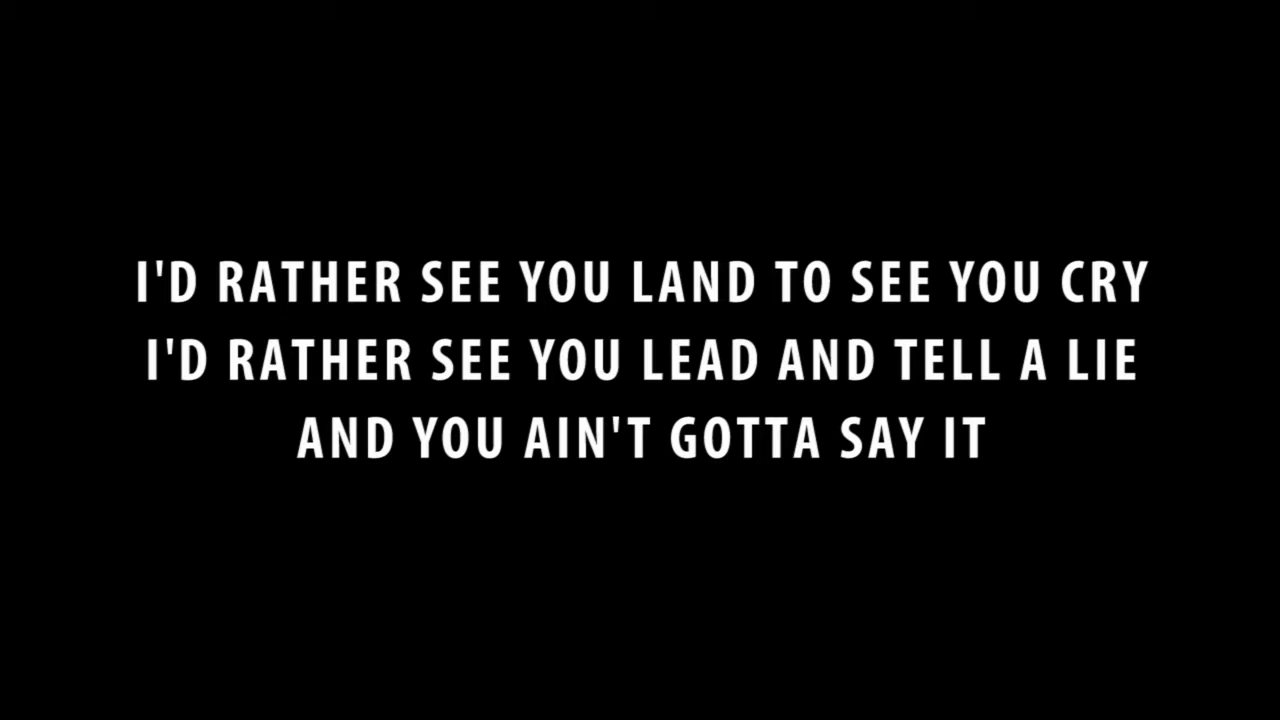 I'D RATHER SEE YOU LAND TO SEE YOU CRY
I'D RATHER SEE YOU LEAD AND TELL A LIE
AND YOU AIN'T GOTTA SAY IT